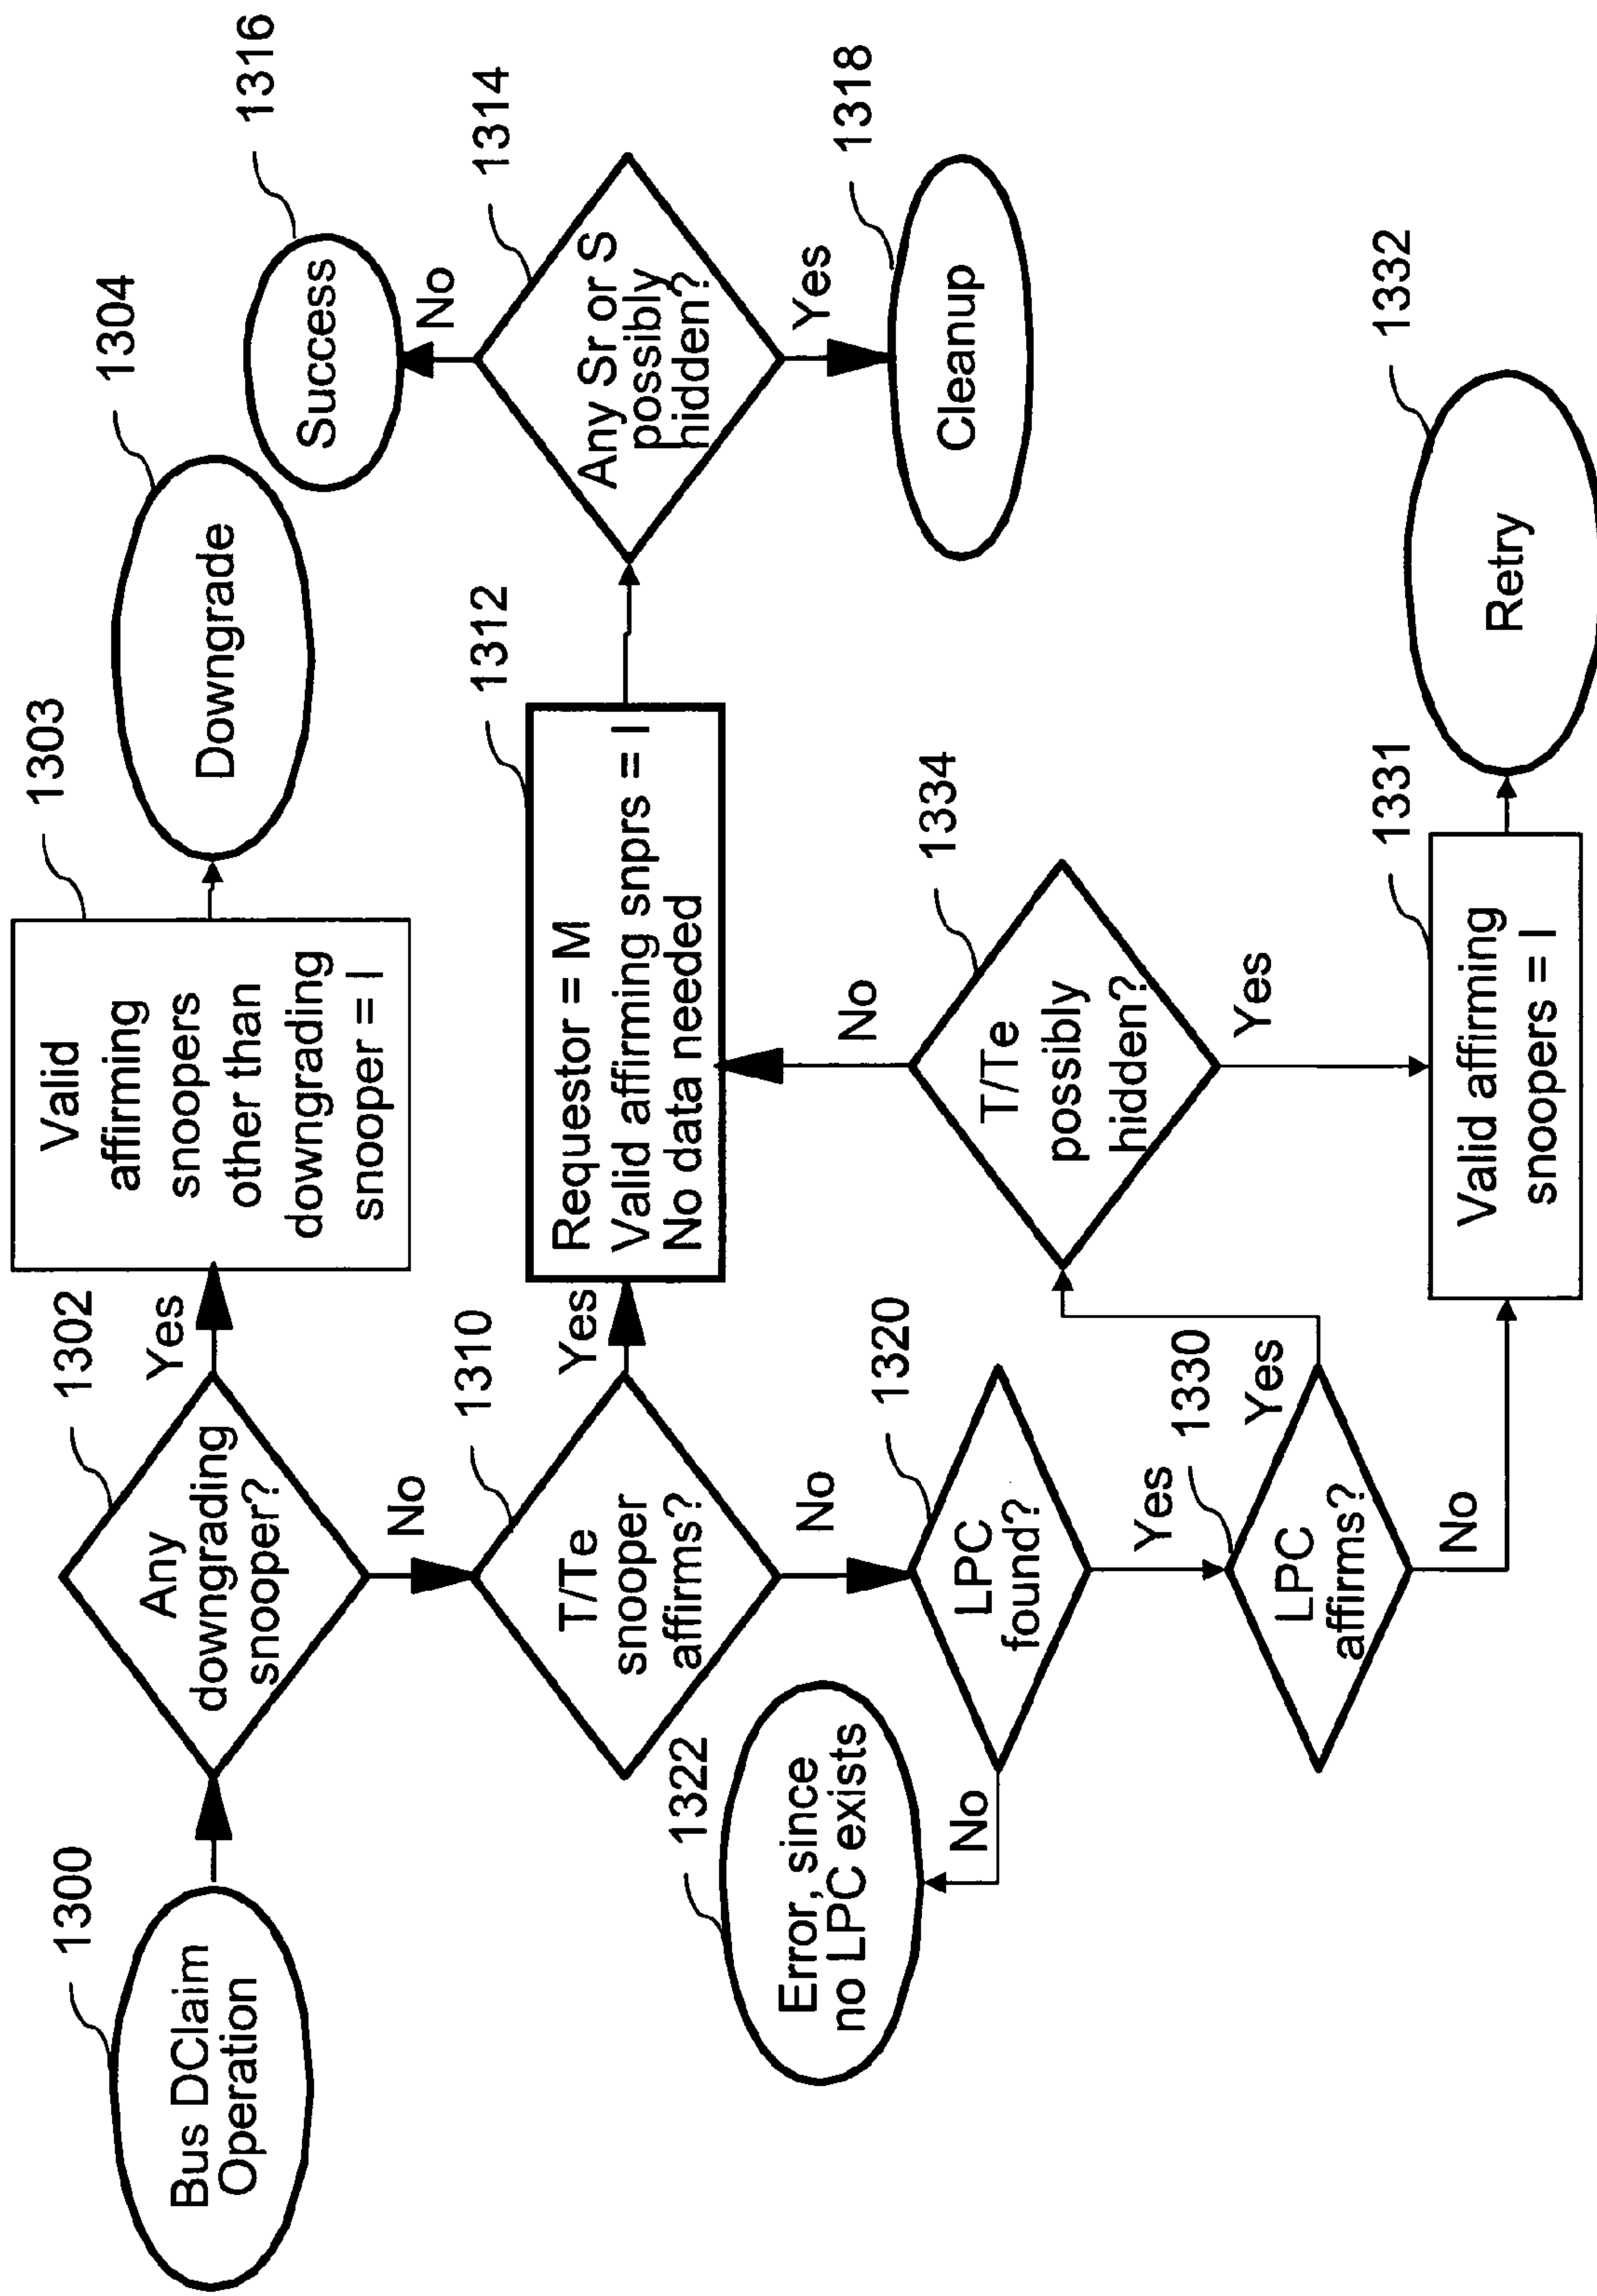 1300
Bus DClaim
Operation
1302
Any
downgrading
snooper?
Yes
No
1303
Valid
affirming
snoopers
other than
downgrading
snooper = I
1304
Downgrade
1310
T/Te
snooper
affirms?
Yes
No
1312
Requestor = M
Valid affirming snprs = I
No data needed
1314
Any Sr or S
possibly
hidden?
No
Yes
1316
Success
1318
Cleanup
1320
LPC
found?
No
Yes
1322
Error, since
no LPC exists
1330
LPC
affirms?
Yes
No
1334
T/Te
possibly
hidden?
No
Yes
1331
Valid affirming
snoopers = I
1332
Retry